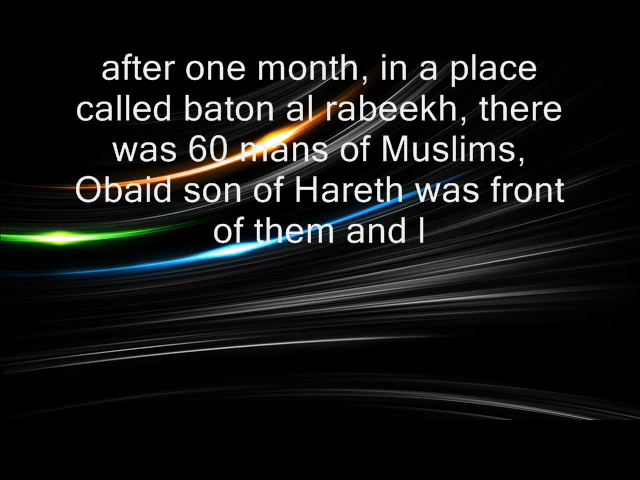 after one month, in a place
called baton al rabeekh, there
was 60 mans of Muslims,
Obaid son of Hareth was front
of them and I